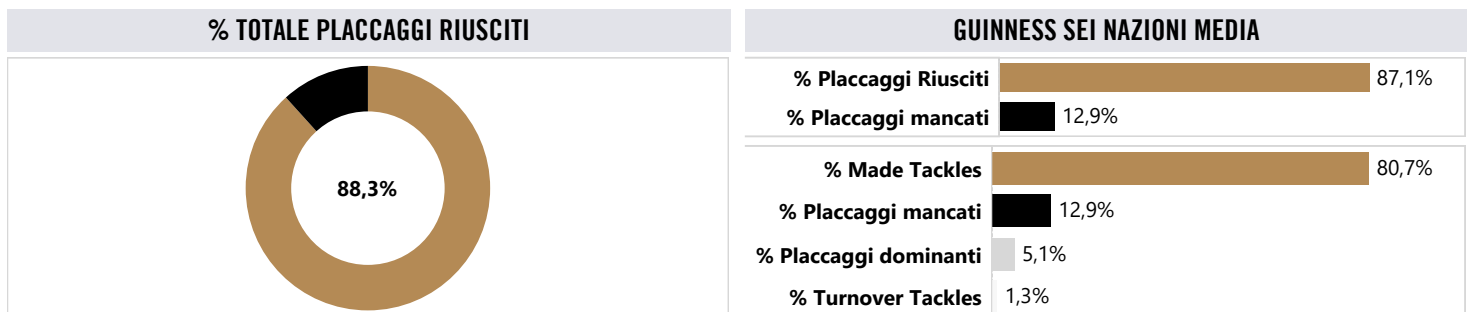 % TOTALE PLACCAGGI RIUSCITI
88,3%
GUINNESS SEI NAZIONI MEDIA
% Placcaggi Riusciti 87,1%
% Placcaggi mancati 12,9%
% Made Tackles 80,7%
% Placcaggi mancati 12,9%
% Placcaggi dominanti 5,1%
% Turnover Tackles 1,3%